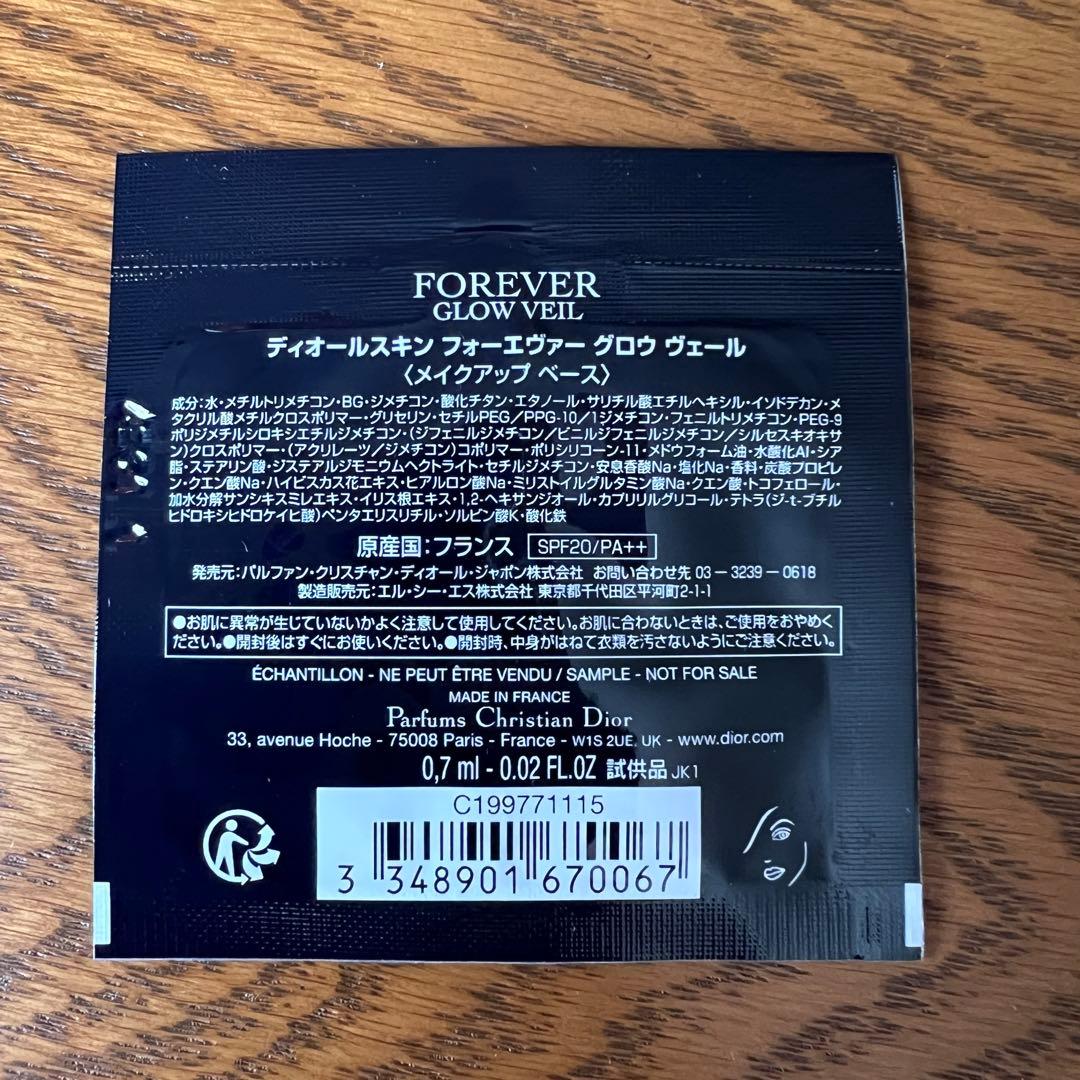 FOREVER
GLOW VEIL
ディオールスキン フォーエヴァー グロウ ヴェール
〈メイクアップ ベース〉
成分:水・メチルトリメチコン・BG・ジメチコン・酸化チタン・エタノール・サリチル酸エチルヘキシル・イソドデカン・メ
タクリル酸メチルクロスポリマー・グリセリン・セチルPEG/PPG-10/1ジメチコン・フェニルトリメチコン・PEG-9
ポリジメチルシロキシエチルジメチコン・(ジフェニルジメチコン/ビニルジフェニルジメチコン/シルセスキオキサ
ン)クロスポリマー・(アクリレーツ/ジメチコン)コポリマー・ポリシリコーン-11・メドウフォーム油・水酸化Al・シア
脂・ステアリン酸・ジステアルジモニウムヘクトライト・セチルジメチコン・安息香酸Na・塩化Na・香料・炭酸プロピレ
ン・クエン酸Na・ハイビスカス花エキス・ヒアルロン酸Na・ミリストイルグルタミン酸Na・クエン酸・トコフェロール・
加水分解サンシキスミレエキス・イリス根エキス・1,2-ヘキサンジオール・カプリリルグリコール・テトラ(ジ-t-ブチル
ヒドロキシヒドロケイヒ酸)ペンタエリスリチル・ソルビン酸K・酸化鉄
原産国:フランス SPF20/PA++
発売元:パルファン・クリスチャン・ディオール・ジャポン株式会社 お問い合わせ先 03-3239-0618
製造販売元:エル・シー・エス株式会社 東京都千代田区平河町2-1-1
●お肌に異常が生じていないかよく注意して使用してください。お肌に合わないときは、ご使用をおやめく
ださい。●開封後はすぐにお使いください。●開封時、中身がはねて衣類を汚さないようにご注意ください。
ÉCHANTILLON - NE PEUT ÊTRE VENDU / SAMPLE - NOT FOR SALE
MADE IN FRANCE
Parfums Christian Dior
33, avenue Hoche - 75008 Paris - France - W1S 2UE, UK - www.dior.com
0,7 ml - 0.02 FL.OZ 試供品 JK1
C199771115
3 348901 670067